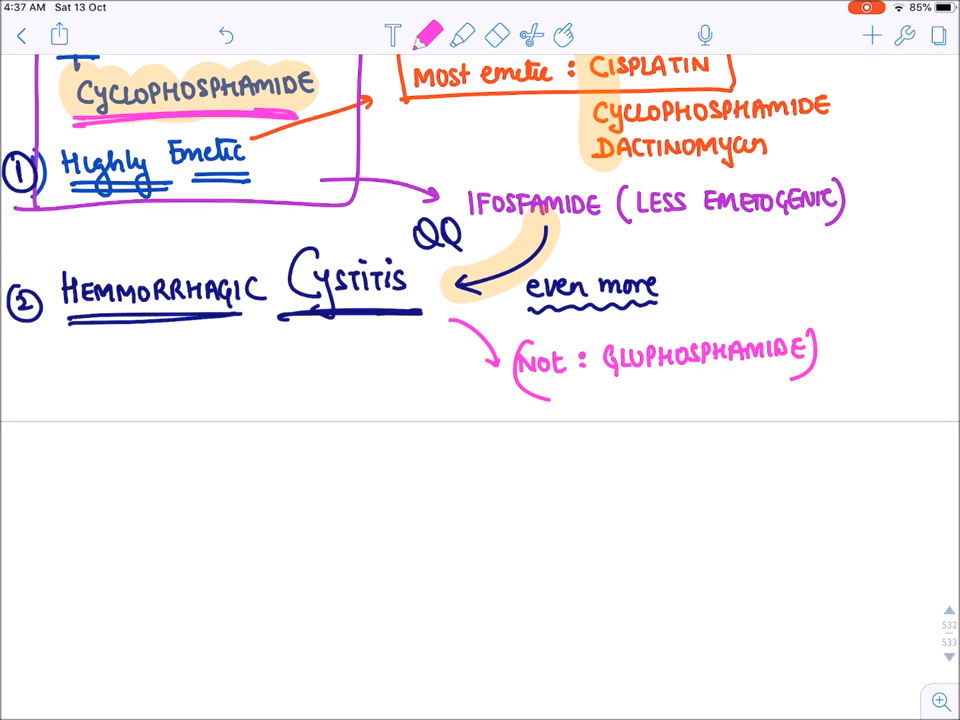 4:37 AM Sat 13 Oct
85%
T
CYCLOPHOSPHAMIDE
MOST emetic : CISPLATIN
CYCLOPHOSPHAMIDE
DACTINOMYCIN
1) Highly Emetic
IFOSFAMIDE (LESS EMETOGENIC)
QQ
2 HEMMORRHAGIC CYSTITIS
even more
(Not : GLUPHOSPHAMIDE)
532
533